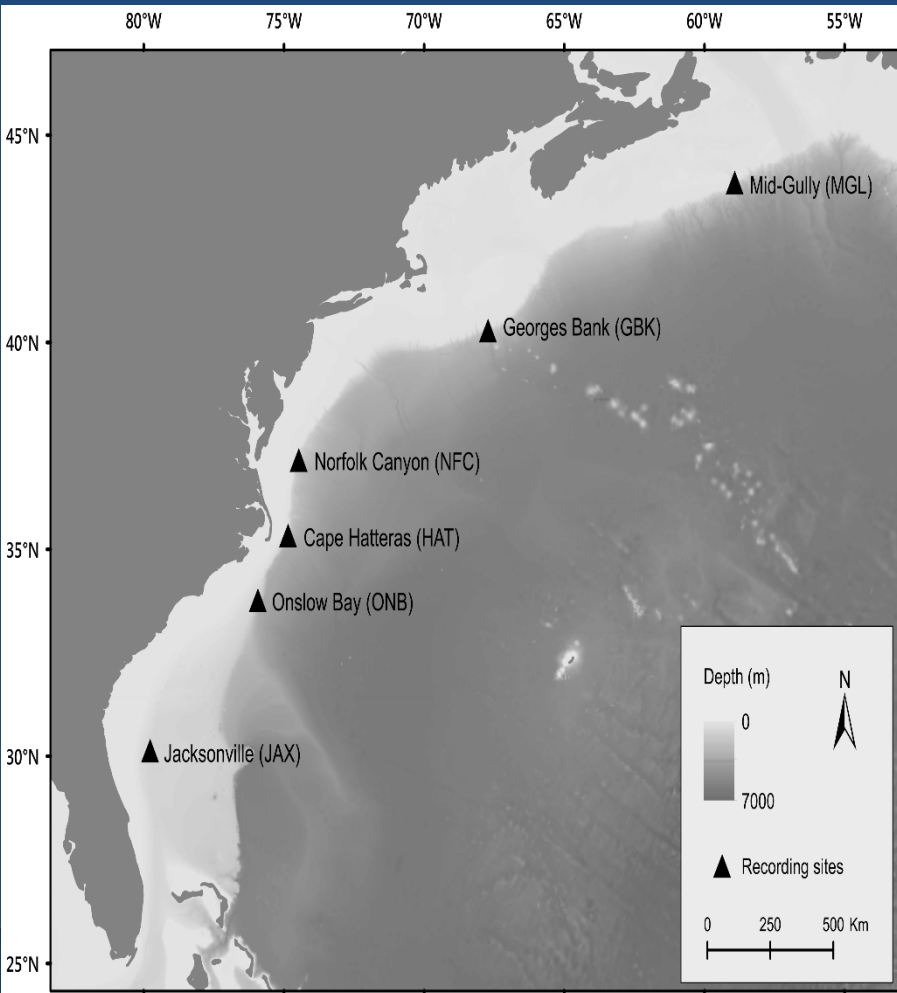 80°W 75°W 70°W 65°W 60°W 55°W
45°N
Mid-Gully (MGL)
Georges Bank (GBK)
40°N
Norfolk Canyon (NFC)
Cape Hatteras (HAT)
35°N
Onslow Bay (ONB)
Depth (m)
N
0
30°N
Jacksonville (JAX)
7000
Recording sites
0 250 500 Km
25°N